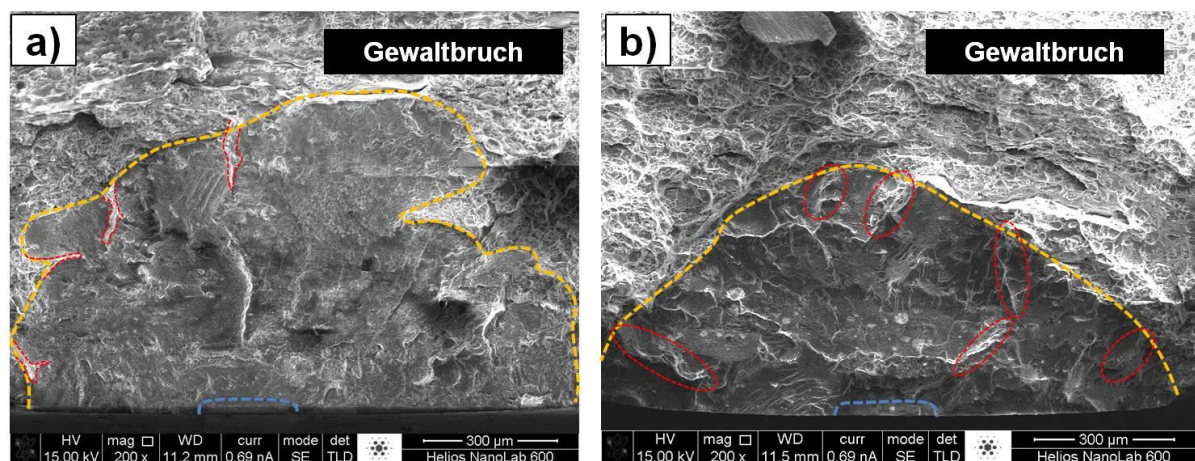 a)
Gewaltbruch
HV mag WD curr mode det
15.00 kV 200 x 11.2 mm 0.69 nA SE TLD
300 µm
Helios NanoLab 600
b)
Gewaltbruch
HV mag WD curr mode det
15.00 kV 200 x 11.5 mm 0.69 nA SE TLD
300 µm
Helios NanoLab 600